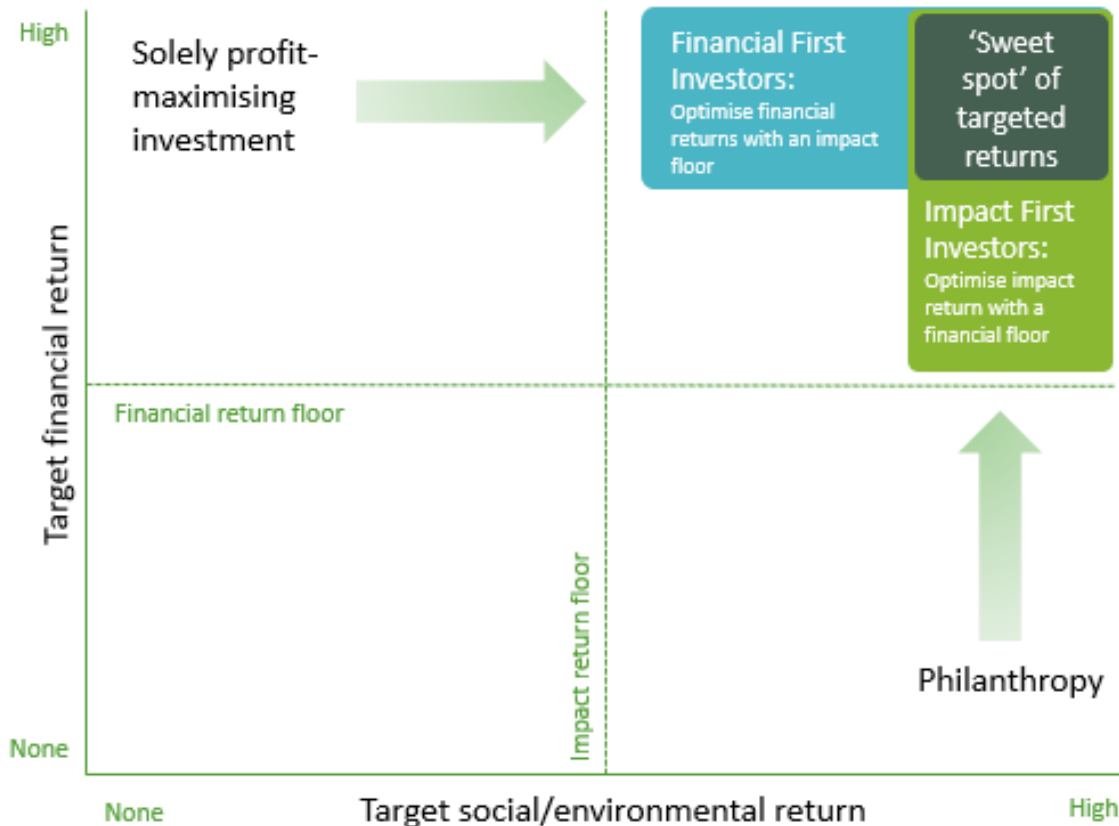 High
Solely profit-
maximising
investment
Financial First
Investors:
Optimise financial
returns with an impact
floor
‘Sweet
spot’ of
targeted
returns
Impact First
Investors:
Optimise impact
return with a
financial floor
Target financial return
Financial return floor
Impact return floor
Philanthropy
None
None
Target social/environmental return
High